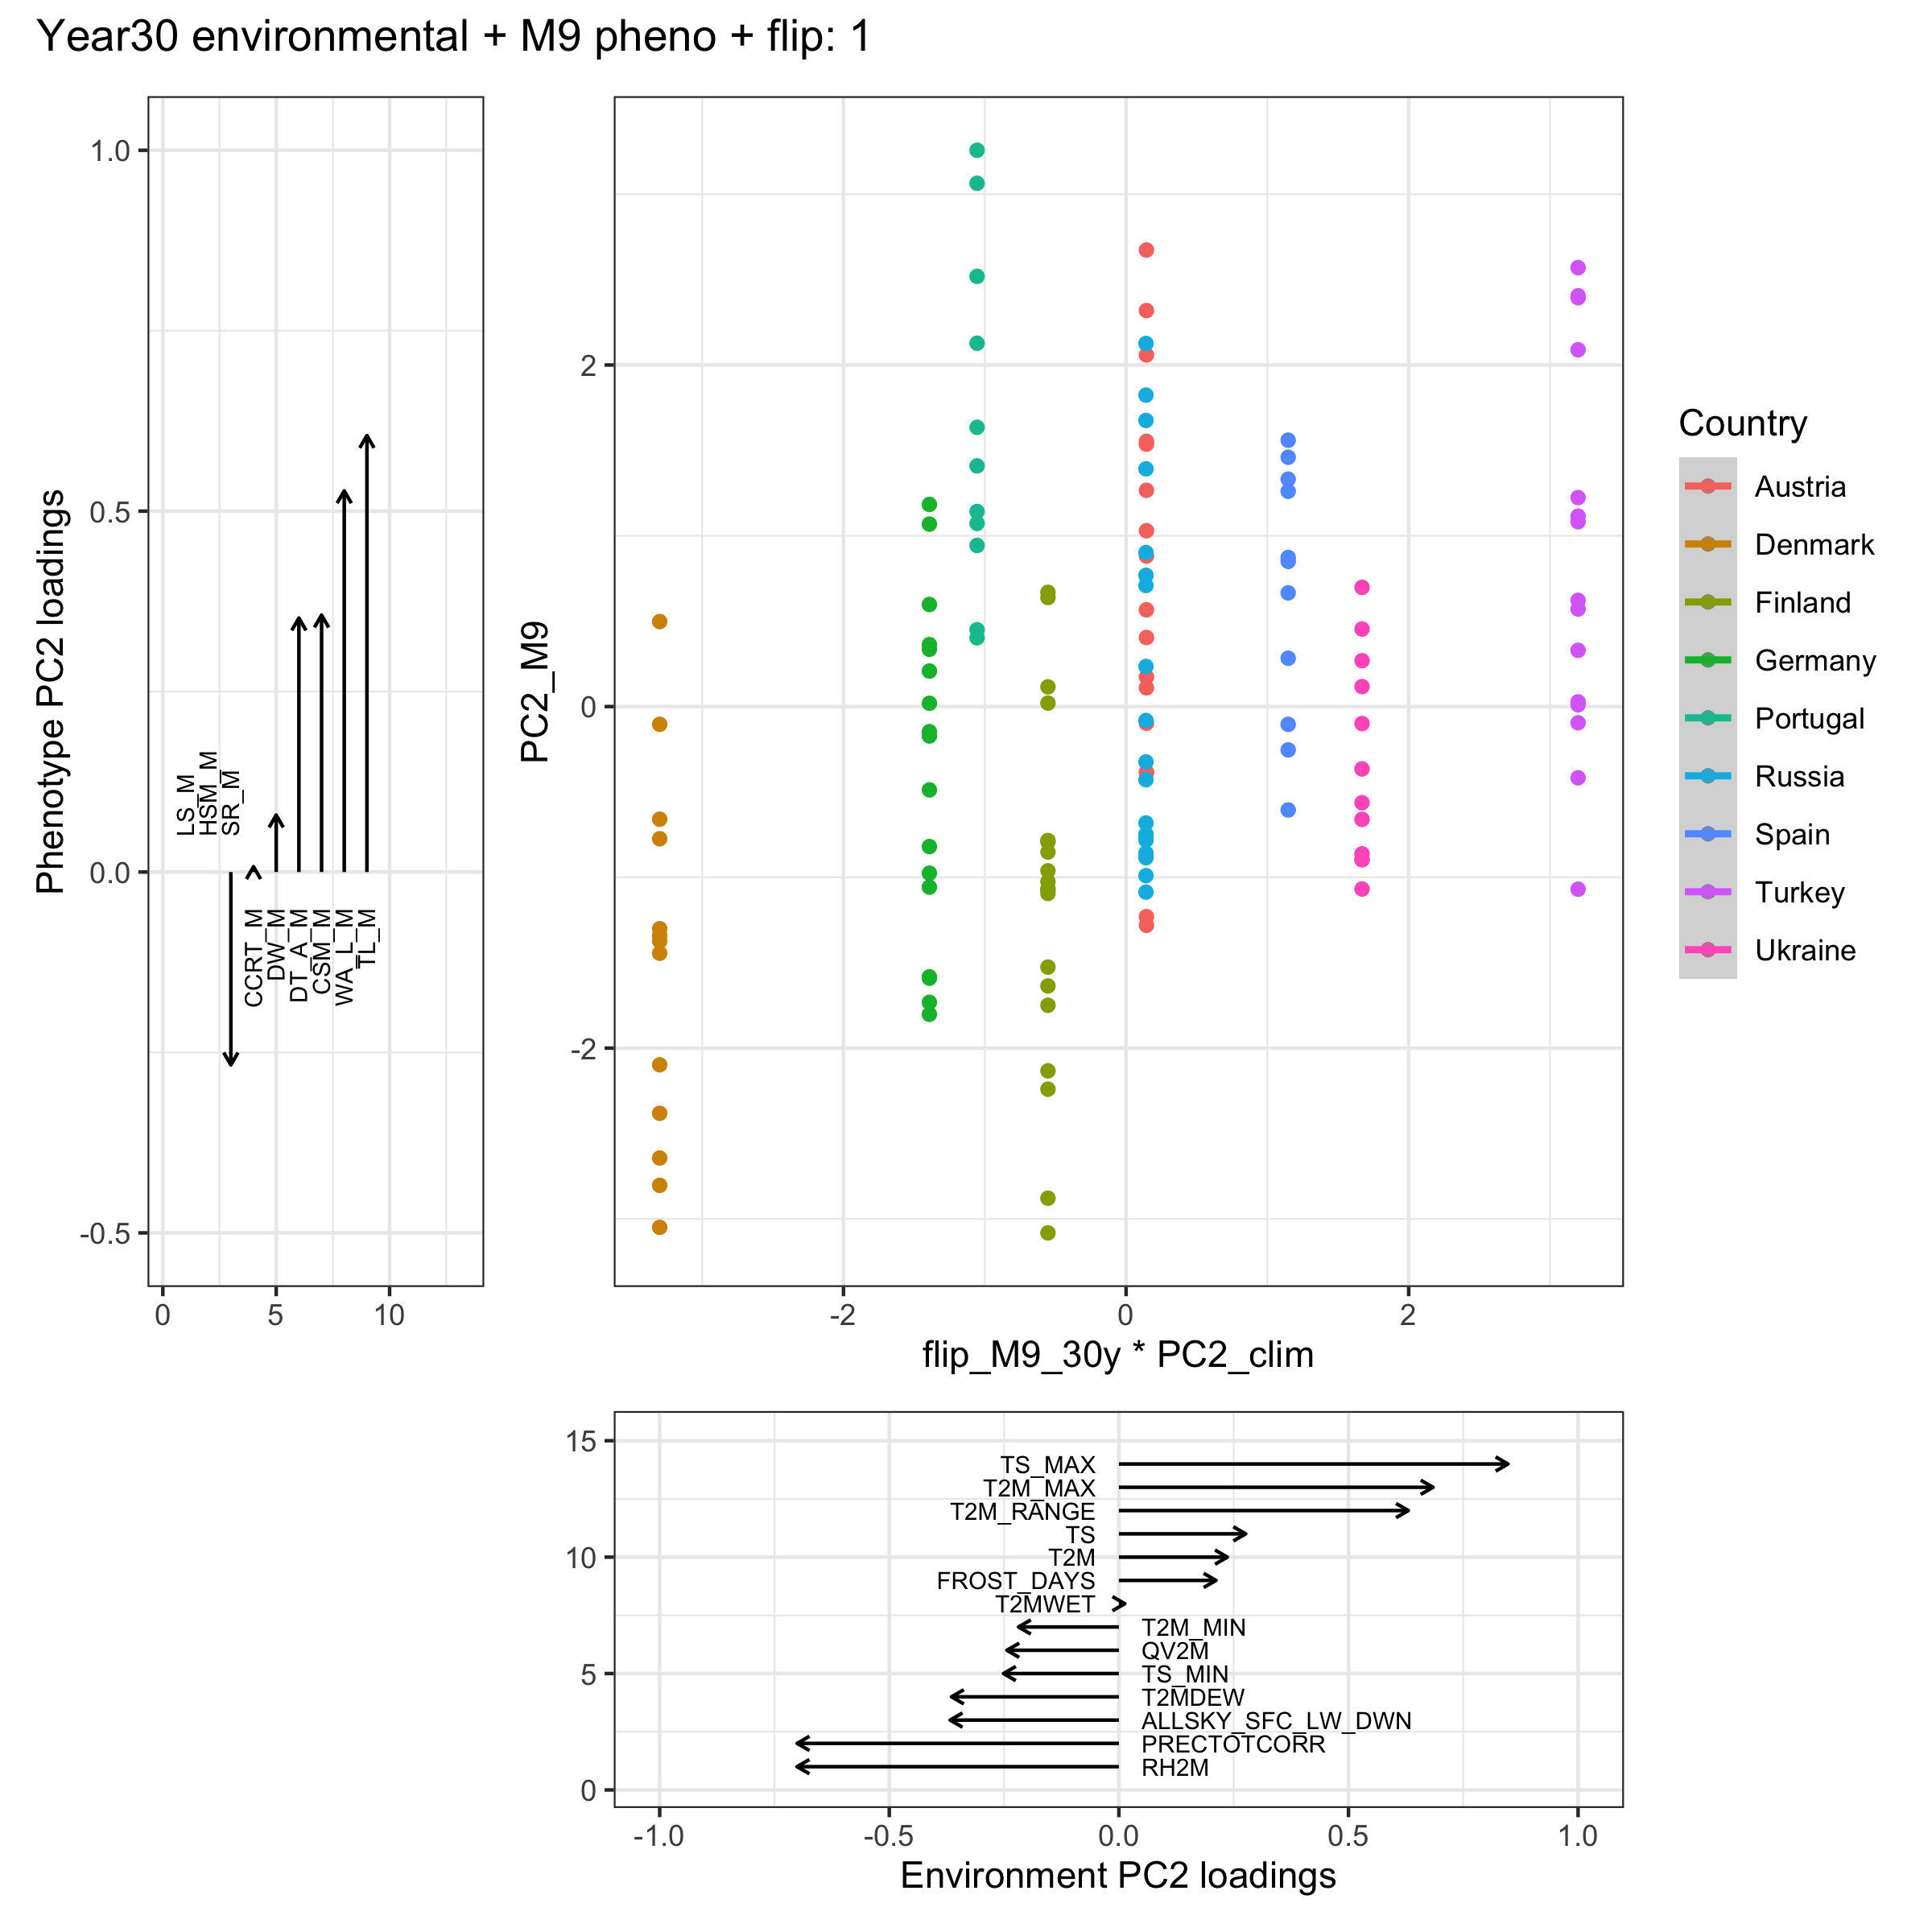 Year30 environmental + M9 pheno + flip: 1
Phenotype PC2 loadings
1.0
0.5
0.0
-0.5
LS_M
HSM_M
SR_M
CCRT_M
DW_M
DT_A_M
CSM_M
WA_L_M
TL_M
0
5
10
PC2_M9
2
0
-2
-2
0
2
flip_M9_30y * PC2_clim
Country
Austria
Denmark
Finland
Germany
Portugal
Russia
Spain
Turkey
Ukraine
15
10
5
0
TS_MAX
T2M_MAX
T2M_RANGE
TS
T2M
FROST_DAYS
T2MWET
T2M_MIN
QV2M
TS_MIN
T2MDEW
ALLSKY_SFC_LW_DWN
PRECTOTCORR
RH2M
-1.0
-0.5
0.0
0.5
1.0
Environment PC2 loadings